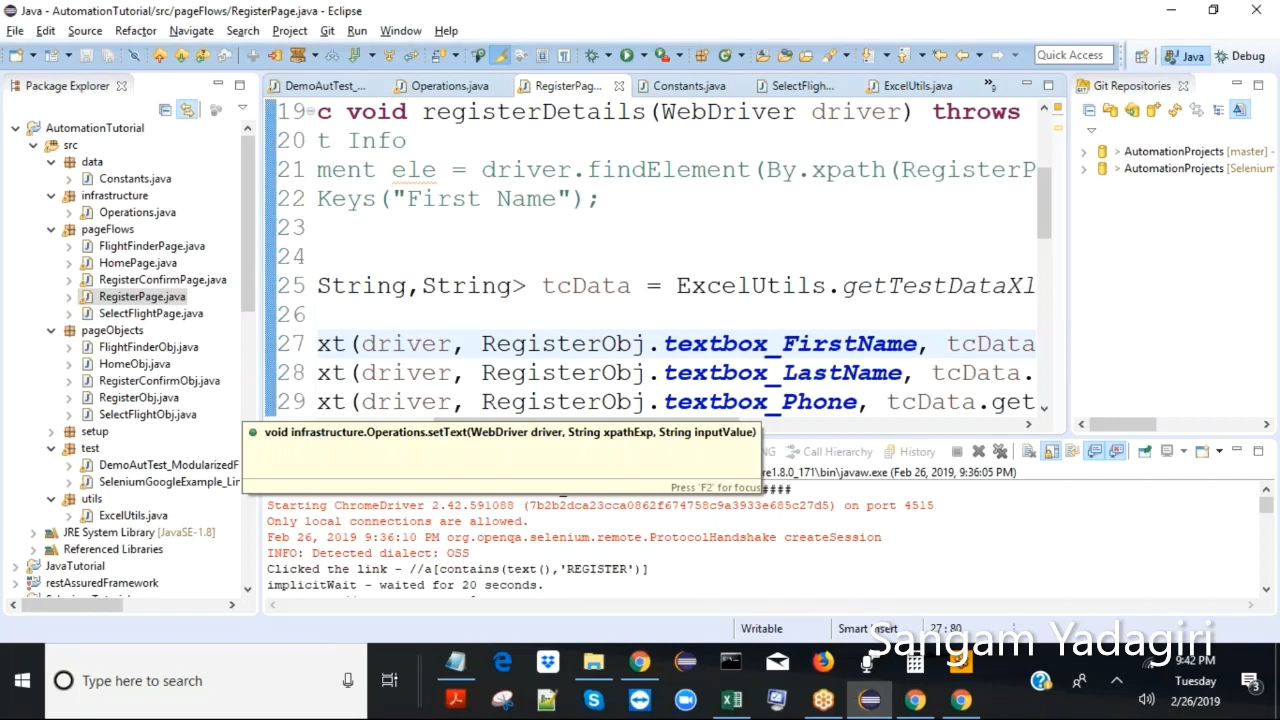 Java - AutomationTutorial/src/pageFlows/RegisterPage.java - Eclipse
File Edit Source Refactor Navigate Search Project Git Run Window Help
Quick Access
Java
Debug
Package Explorer
DemoAutTest_...
Operations.java
RegisterPag...
Constants.java
SelectFligh...
ExcelUtils.java
»9
Git Repositories
AutomationTutorial
src
data
Constants.java
infrastructure
Operations.java
pageFlows
FlightFinderPage.java
HomePage.java
RegisterConfirmPage.java
RegisterPage.java
SelectFlightPage.java
pageObjects
FlightFinderObj.java
HomeObj.java
RegisterConfirmObj.java
RegisterObj.java
SelectFlightObj.java
setup
test
DemoAutTest_ModularizedF
SeleniumGoogleExample_Lir
utils
ExcelUtils.java
JRE System Library [JavaSE-1.8]
Referenced Libraries
JavaTutorial
restAssuredFramework
19 c void registerDetails(WebDriver driver) throws
20 t Info
21 ment ele = driver.findElement(By.xpath(RegisterP
22 Keys("First Name");
23
24
25 String,String> tcData = ExcelUtils.getTestDataXl
26
27 xt(driver, RegisterObj.textbox_FirstName, tcData
28 xt(driver, RegisterObj.textbox_LastName, tcData.
29 xt(driver, RegisterObj.textbox_Phone, tcData.get
> AutomationProjects [master] -
> AutomationProjects [Selenium
void infrastructure.Operations.setText(WebDriver driver, String xpathExp, String inputValue)
Press 'F2' for focus
NG Call Hierarchy History
re1.8.0_171\bin\javaw.exe (Feb 26, 2019, 9:36:05 PM)
####
Starting ChromeDriver 2.42.591088 (7b2b2dca23cca0862f674758c9a3933e685c27d5) on port 4515
Only local connections are allowed.
Feb 26, 2019 9:36:10 PM org.openqa.selenium.remote.ProtocolHandshake createSession
INFO: Detected dialect: OSS
Clicked the link - //a[contains(text(),'REGISTER')]
implicitWait - waited for 20 seconds.
Writable
Smart Insert
27 : 80
Sangam Yadagiri
Type here to search
9:42 PM
Tuesday
2/26/2019
3